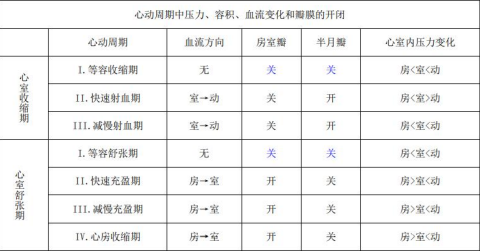 心动周期中压力、容积、血流变化和瓣膜的开闭
心动周期 血流方向 房室瓣 半月瓣 心室内压力变化
心室收缩期
I.等容收缩期 无 关 关 房<室<动
II.快速射血期 室→动 关 开 房<室<动
III.减慢射血期 室→动 关 开 房<室<动
心室舒张期
I.等容舒张期 无 关 关 房<室<动
II.快速充盈期 房→室 开 关 房>室<动
III.减慢充盈期 房→室 开 关 房>室<动
IV.心房收缩期 房→室 开 关 房>室<动